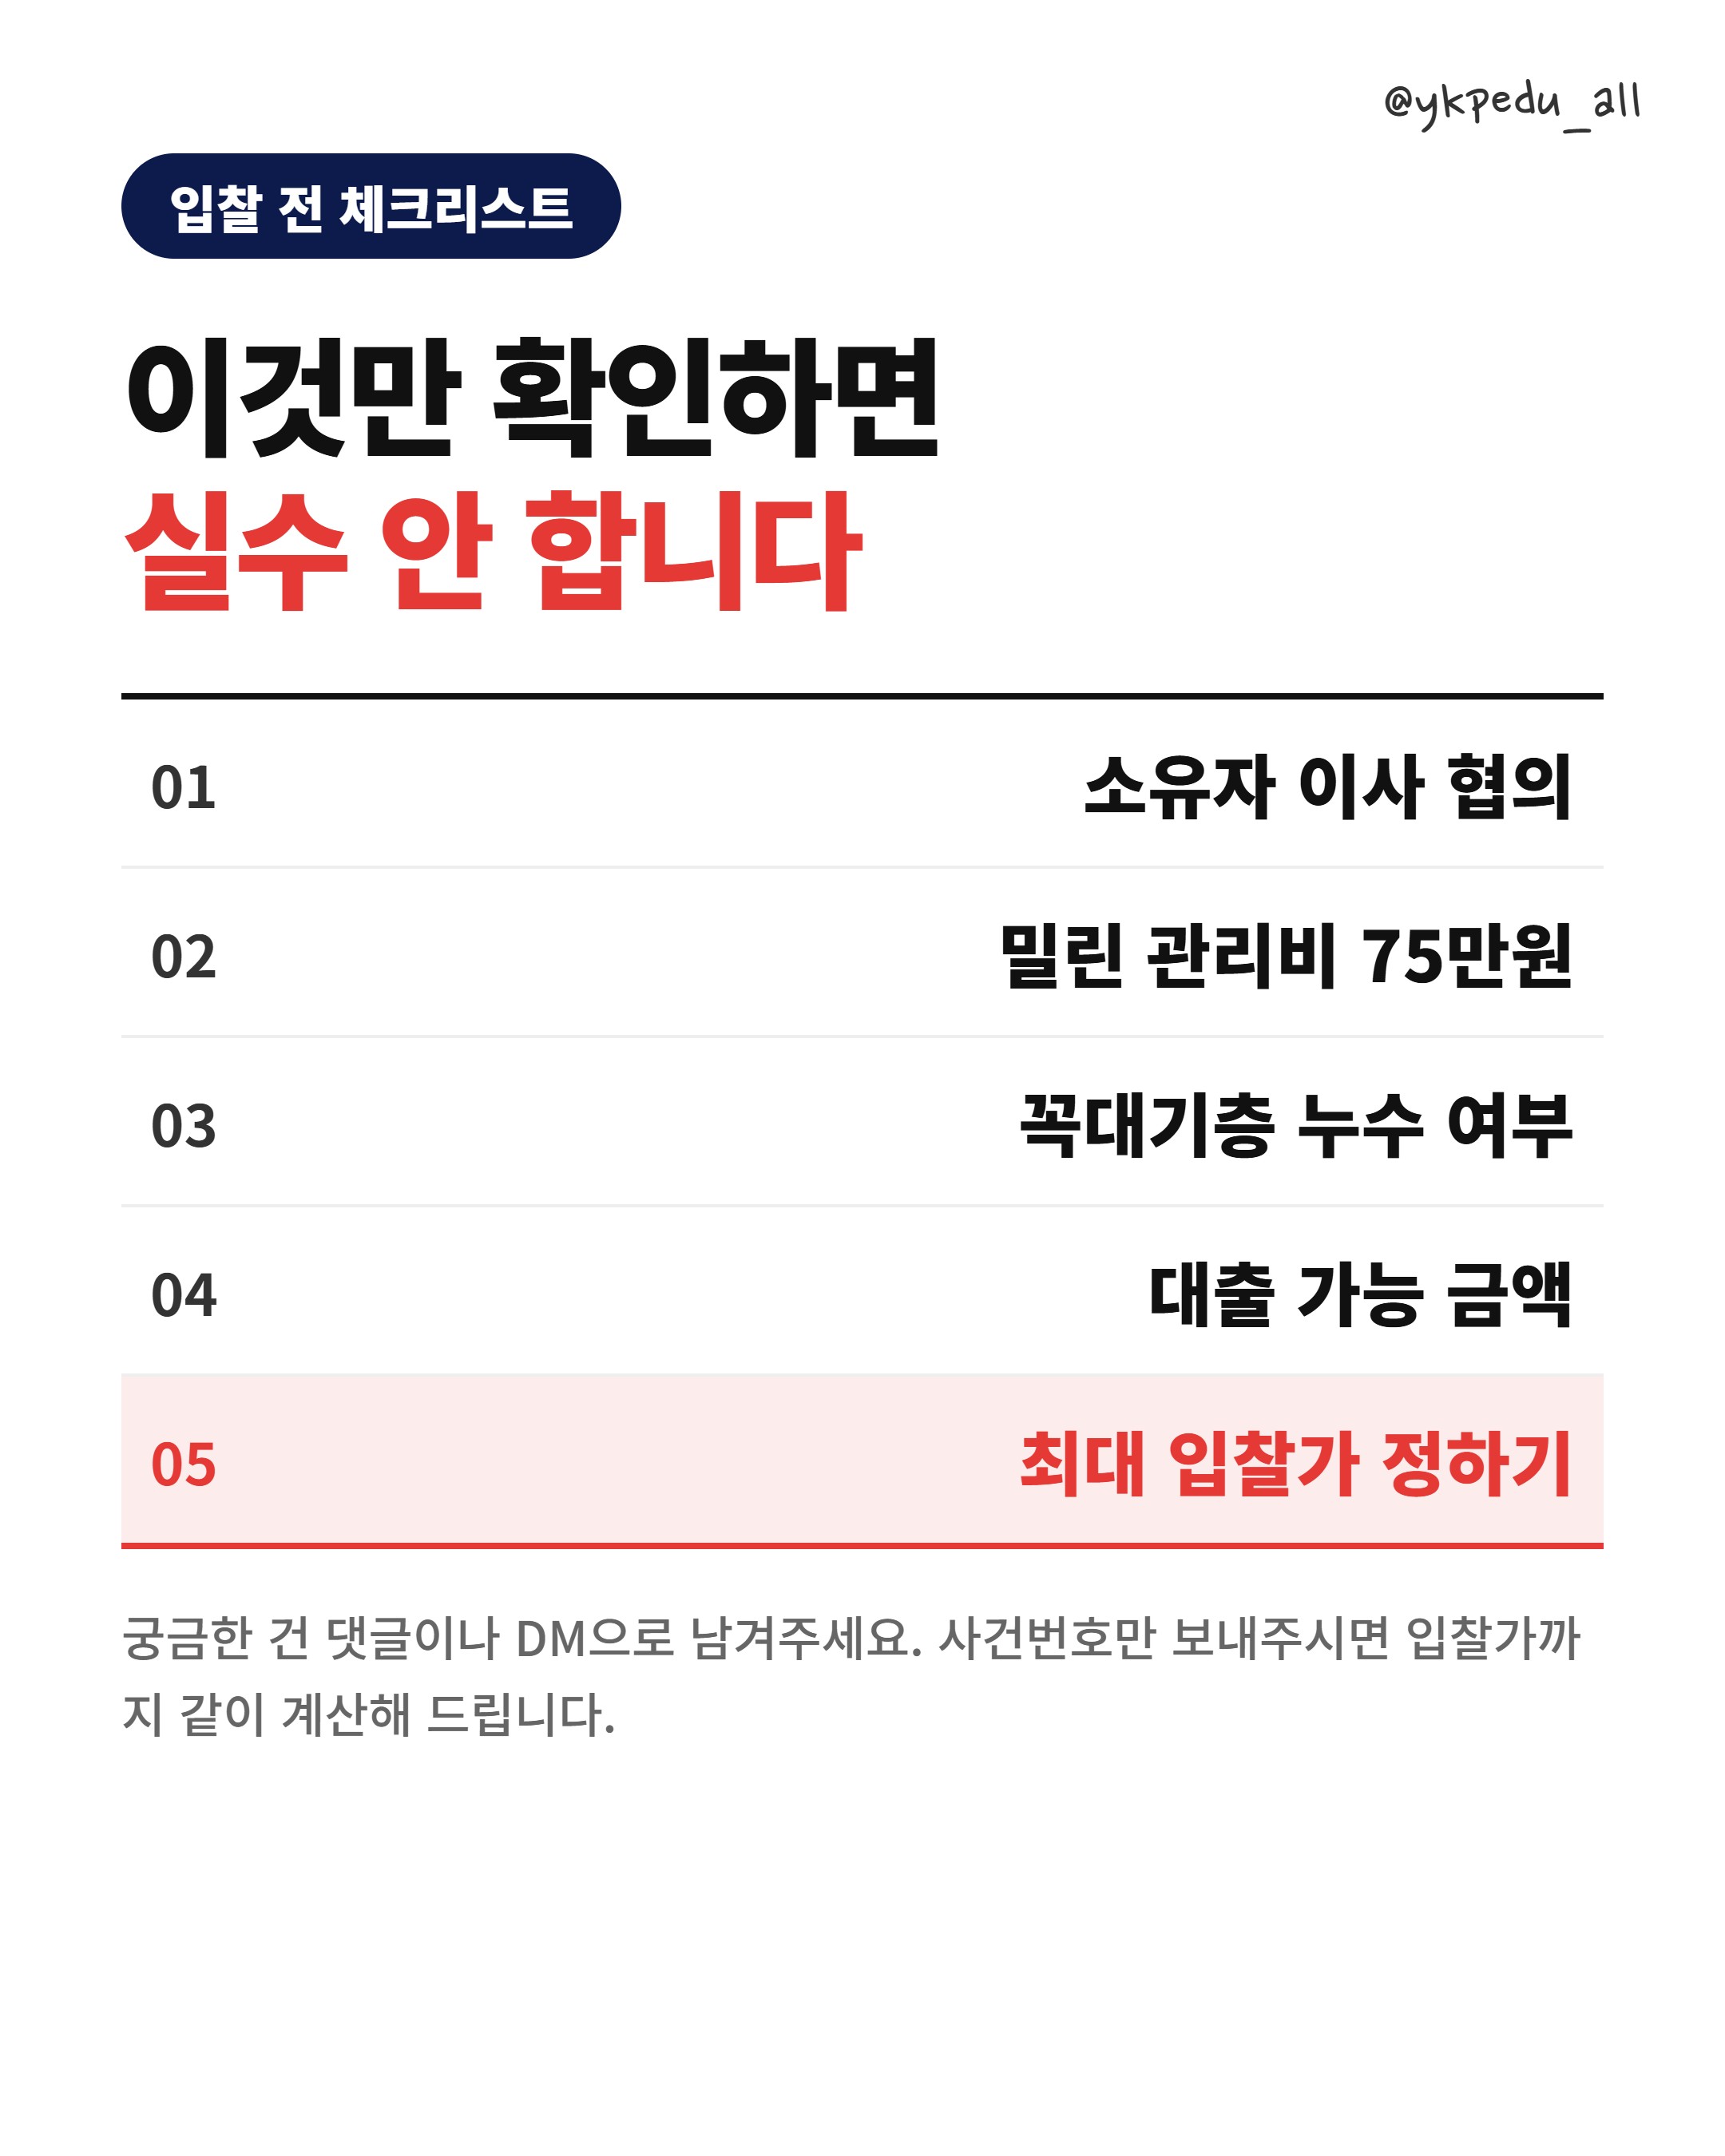 @ykpedu_all
입찰 전 체크리스트
이것만 확인하면
실수 안 합니다
01 소유자 이사 협의
02 밀린 관리비 75만원
03 꼭대기층 누수 여부
04 대출 가능 금액
05 최대 입찰가 정하기
궁금한 건 댓글이나 DM으로 남겨주세요. 사건번호만 보내주시면 입찰가까
지 같이 계산해 드립니다.